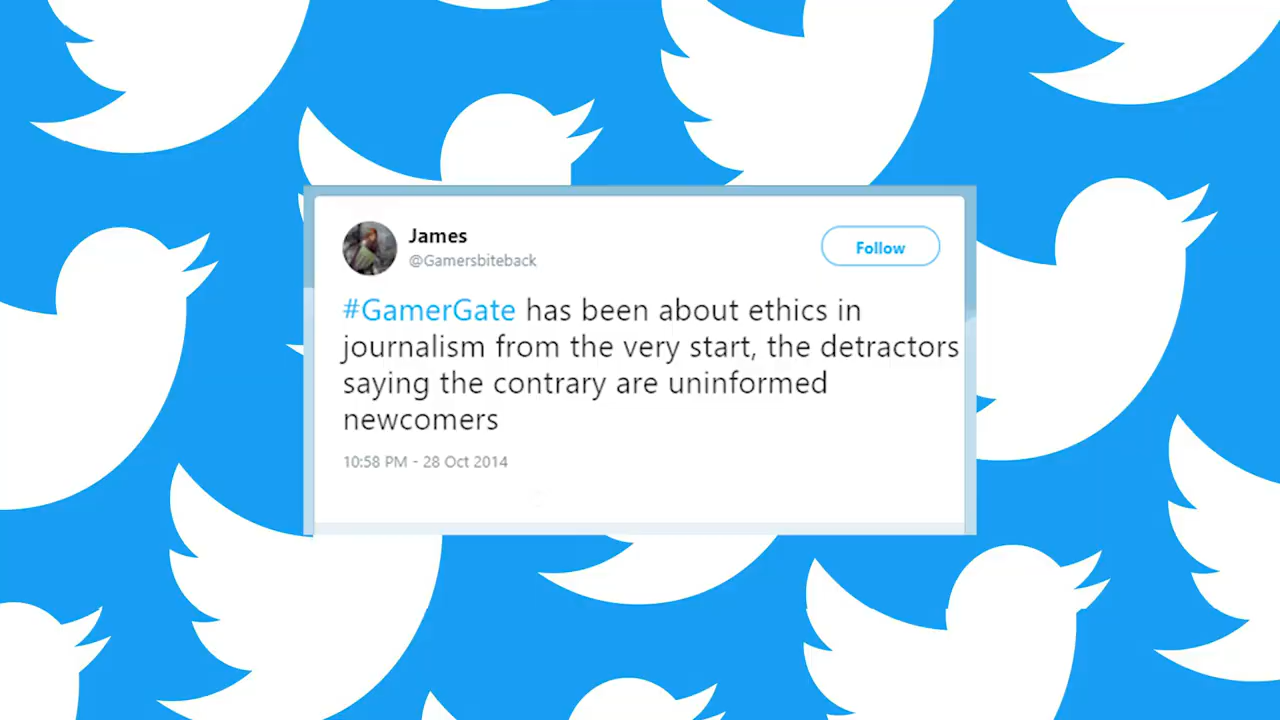 James
@Gamersbiteback
Follow
#GamerGate has been about ethics in
journalism from the very start, the detractors
saying the contrary are uninformed
newcomers
10:58 PM - 28 Oct 2014